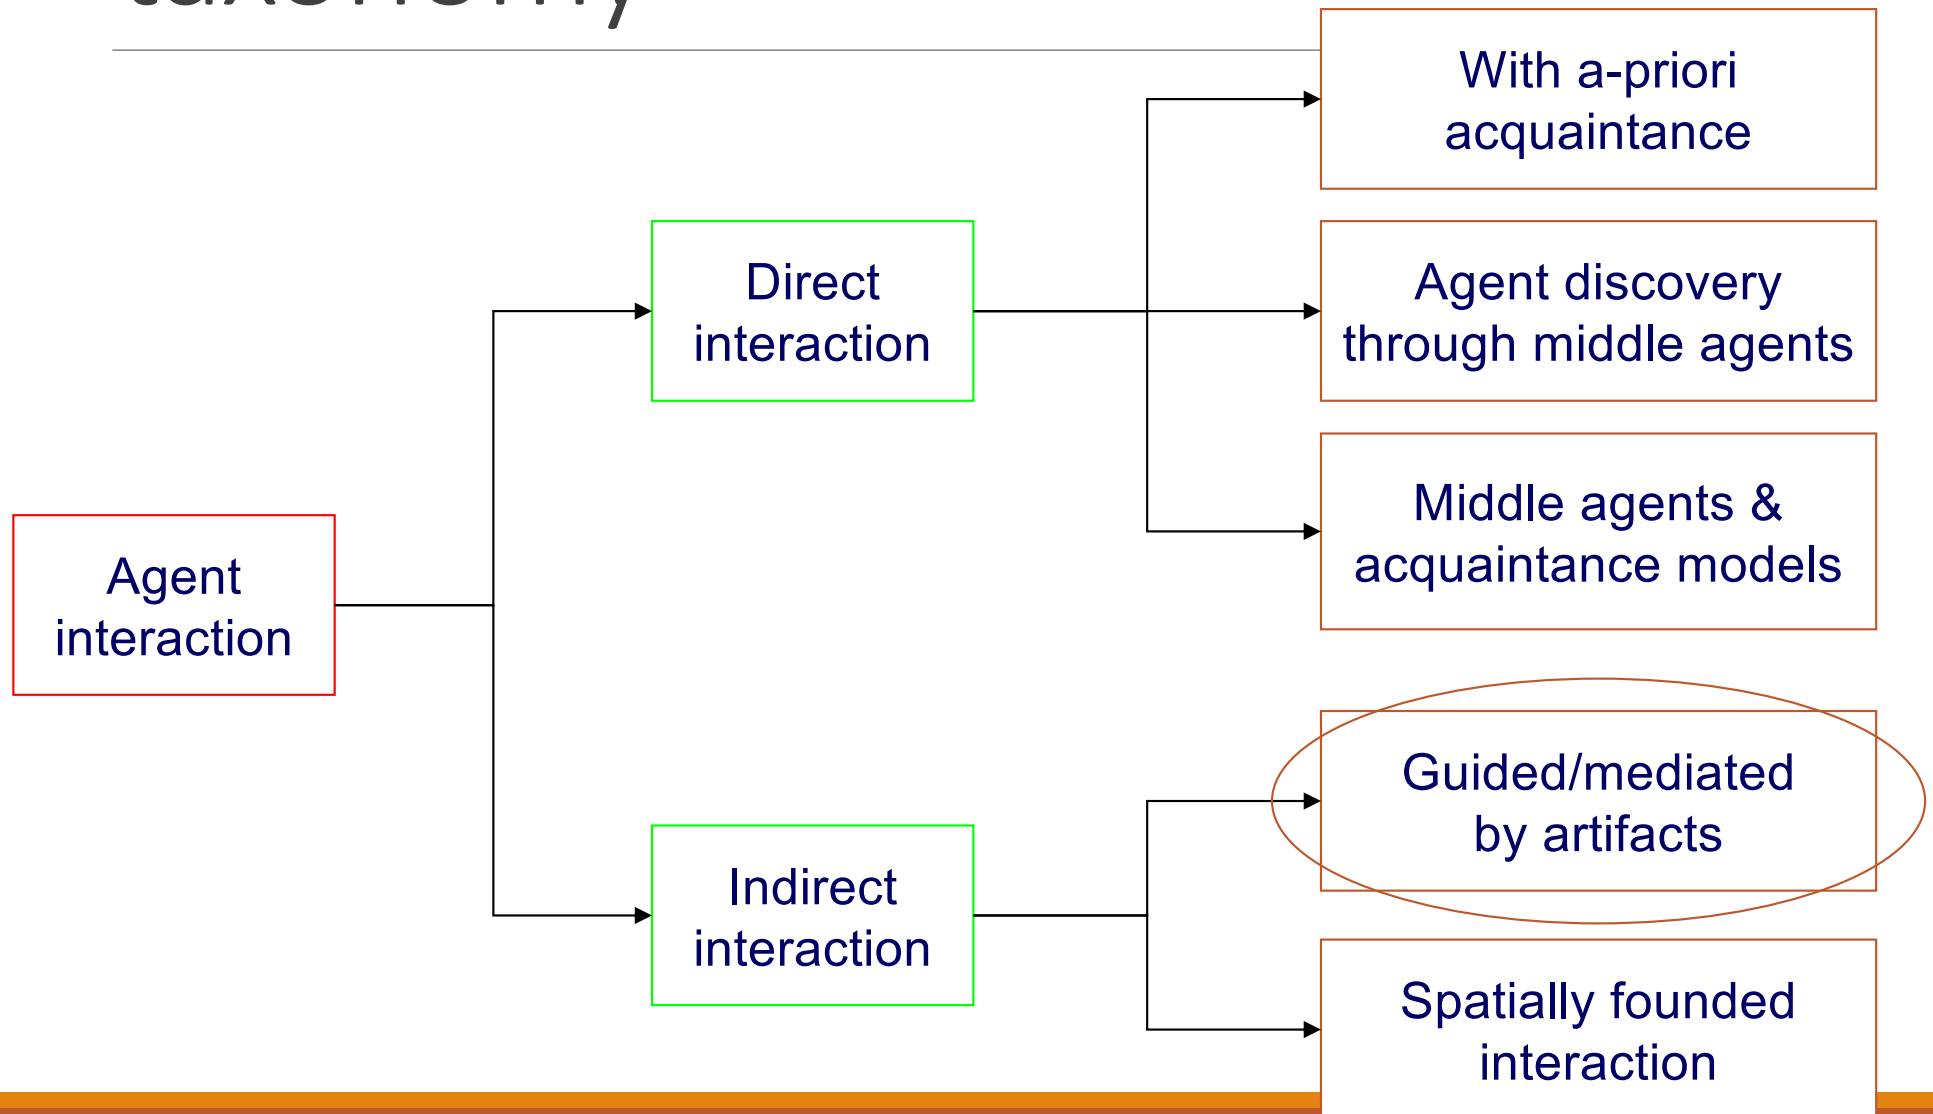 taxonomy
With a-priori
acquaintance
Direct
interaction
Agent discovery
through middle agents
Middle agents &
acquaintance models
Agent
interaction
Guided/mediated
by artifacts
Indirect
interaction
Spatially founded
interaction